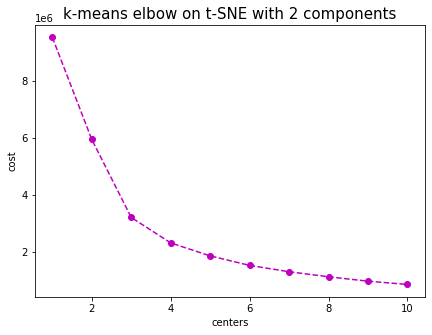 k-means elbow on t-SNE with 2 components
1e6
8
6
4
2
cost
2 4 6 8 10
centers